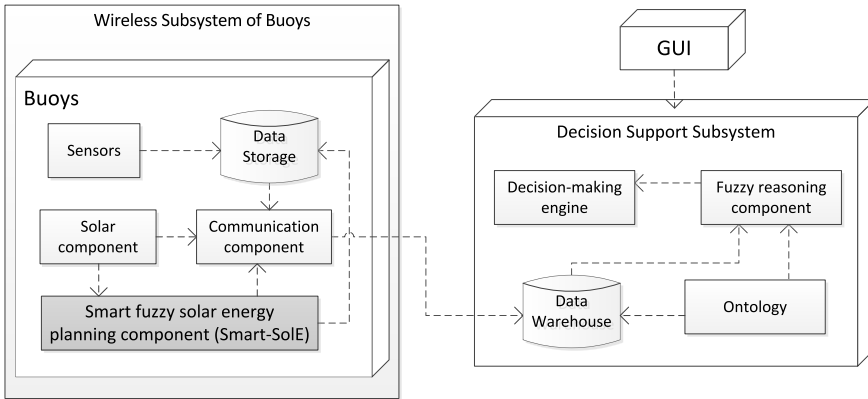 Wireless Subsystem of Buoys
Buoys
Sensors
Data
Storage
Solar
component
Communication
component
Smart fuzzy solar energy
planning component (Smart-SolE)
GUI
Decision Support Subsystem
Decision-making
engine
Fuzzy reasoning
component
Data
Warehouse
Ontology